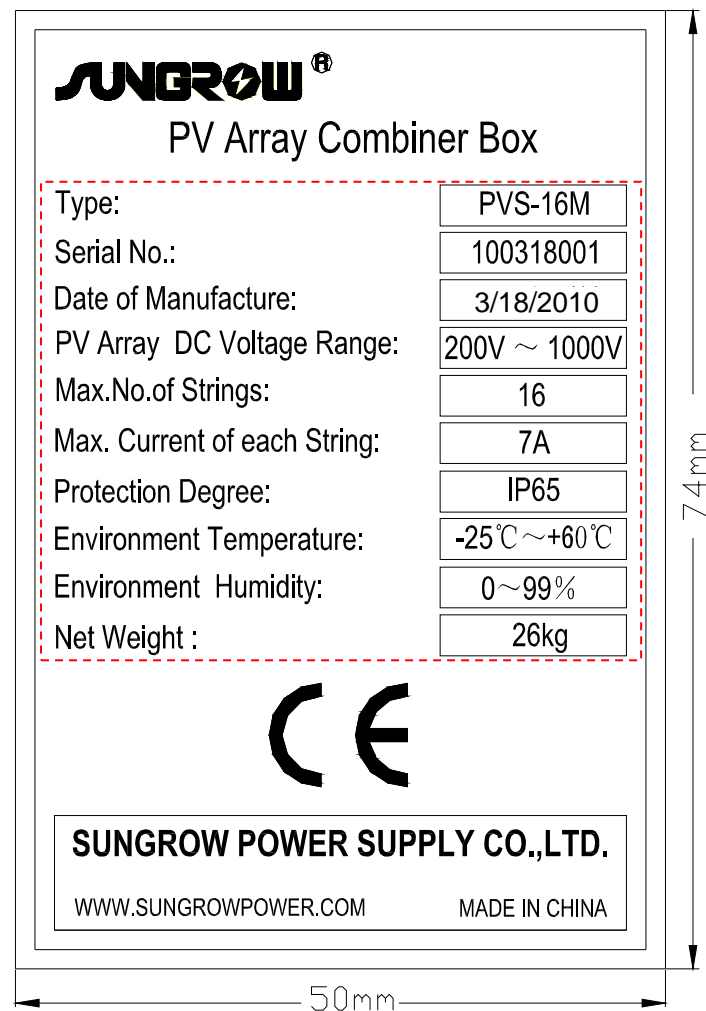 SUNGROW®
PV Array Combiner Box
Type: PVS-16M
Serial No.: 100318001
Date of Manufacture: 3/18/2010
PV Array DC Voltage Range: 200V ~ 1000V
Max.No.of Strings: 16
Max. Current of each String: 7A
Protection Degree: IP65
Environment Temperature: -25℃~+60℃
Environment Humidity: 0~99%
Net Weight : 26kg
CE
SUNGROW POWER SUPPLY CO.,LTD.
WWW.SUNGROWPOWER.COM MADE IN CHINA
74mm
50mm